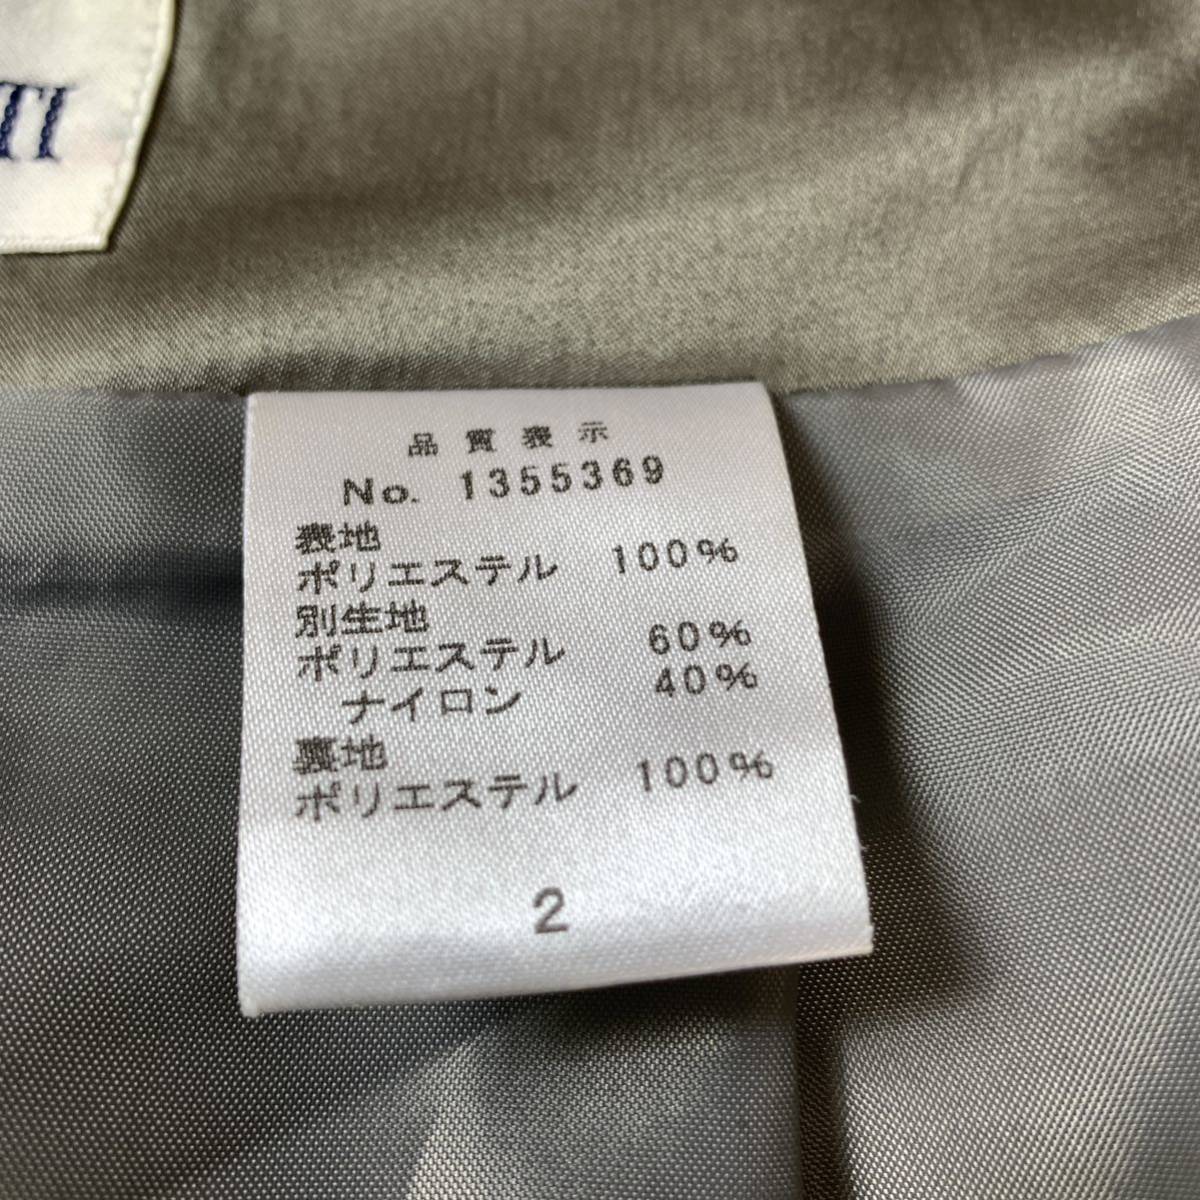 TI
品質表示
No. 1355369
表地
ポリエステル 100%
別生地
ポリエステル 60%
ナイロン 40%
裏地
ポリエステル 100%
2